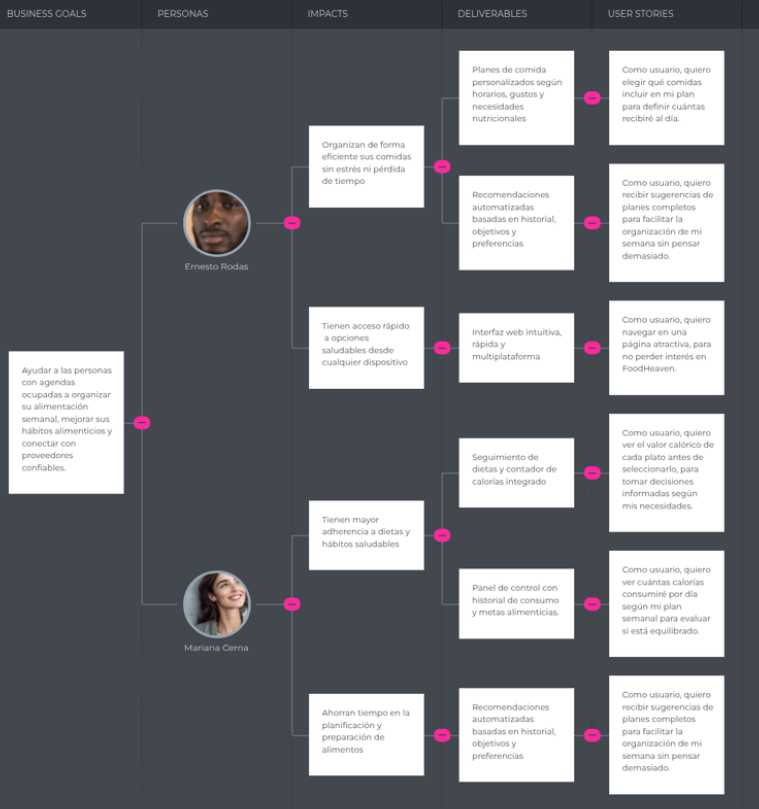 BUSINESS GOALS
PERSONAS
IMPACTS
DELIVERABLES
USER STORIES
Ayudar a las personas
con agendas
ocupadas a organizar
su alimentación
semanal, mejorar sus
hábitos alimenticios y
conectar con
proveedores
confiables.
Ernesto Rodas
Organizan de forma
eficiente sus comidas
sin estrés ni pérdida
de tiempo
Planes de comida
personalizados según
horarios, gustos y
necesidades
nutricionales
Como usuario, quiero
elegir qué comidas
incluir en mi plan
para definir cuántas
recibiré al día.
Recomendaciones
automatizadas
basadas en historial,
objetivos y
preferencias
Como usuario, quiero
recibir sugerencias de
planes completos
para facilitar la
organización de mi
semana sin pensar
demasiado.
Tienen acceso rápido
a opciones
saludables desde
cualquier dispositivo
Interfaz web intuitiva,
rápida y
multiplataforma
Como usuario, quiero
navegar en una
página atractiva, para
no perder interés en
FoodHeaven.
Mariana Cerna
Tienen mayor
adherencia a dietas y
hábitos saludables
Seguimiento de
dietas y contador de
calorías integrado
Como usuario, quiero
ver el valor calórico de
cada plato antes de
seleccionarlo, para
tomar decisiones
informadas según
mis necesidades.
Panel de control con
historial de consumo
y metas alimenticias.
Como usuario, quiero
ver cuántas calorías
consumiré por día
según mi plan
semanal para evaluar
si está equilibrado.
Ahorran tiempo en la
planificación y
preparación de
alimentos
Recomendaciones
automatizadas
basadas en historial,
objetivos y
preferencias
Como usuario, quiero
recibir sugerencias de
planes completos
para facilitar la
organización de mi
semana sin pensar
demasiado.